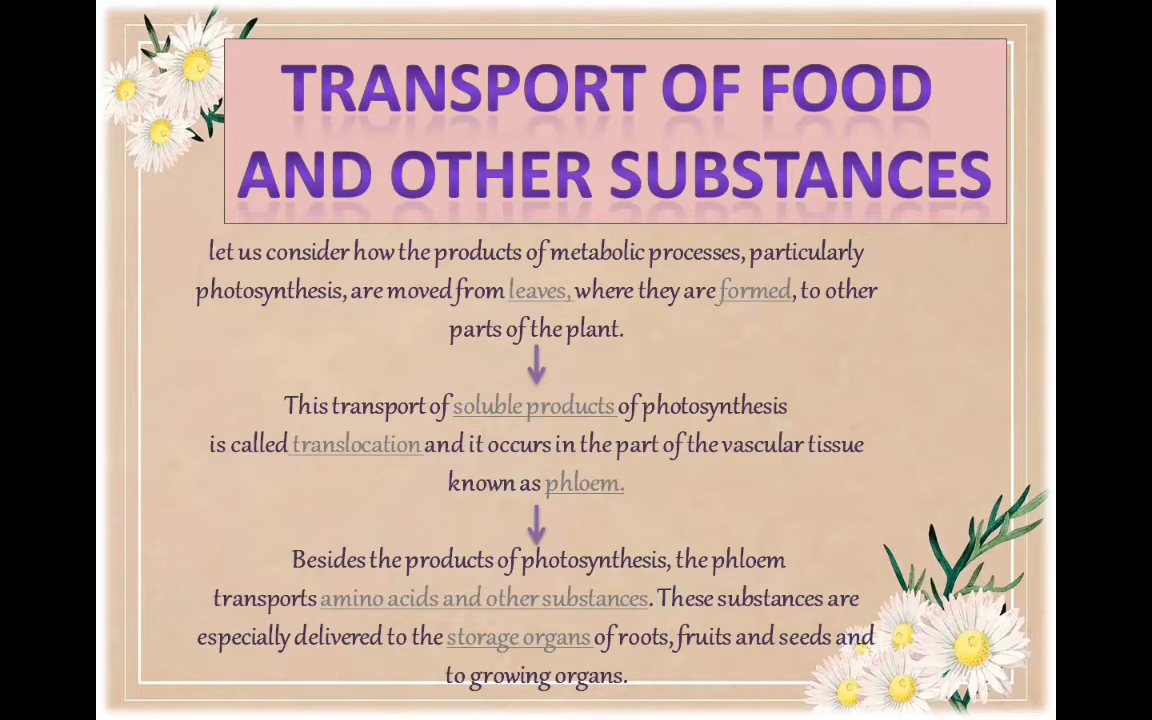 TRANSPORT OF FOOD
AND OTHER SUBSTANCES
let us consider how the products of metabolic processes, particularly
photosynthesis, are moved from leaves, where they are formed, to other
parts of the plant.
This transport of soluble products of photosynthesis
is called translocation and it occurs in the part of the vascular tissue
known as phloem.
Besides the products of photosynthesis, the phloem
transports amino acids and other substances. These substances are
especially delivered to the storage organs of roots, fruits and seeds and
to growing organs.